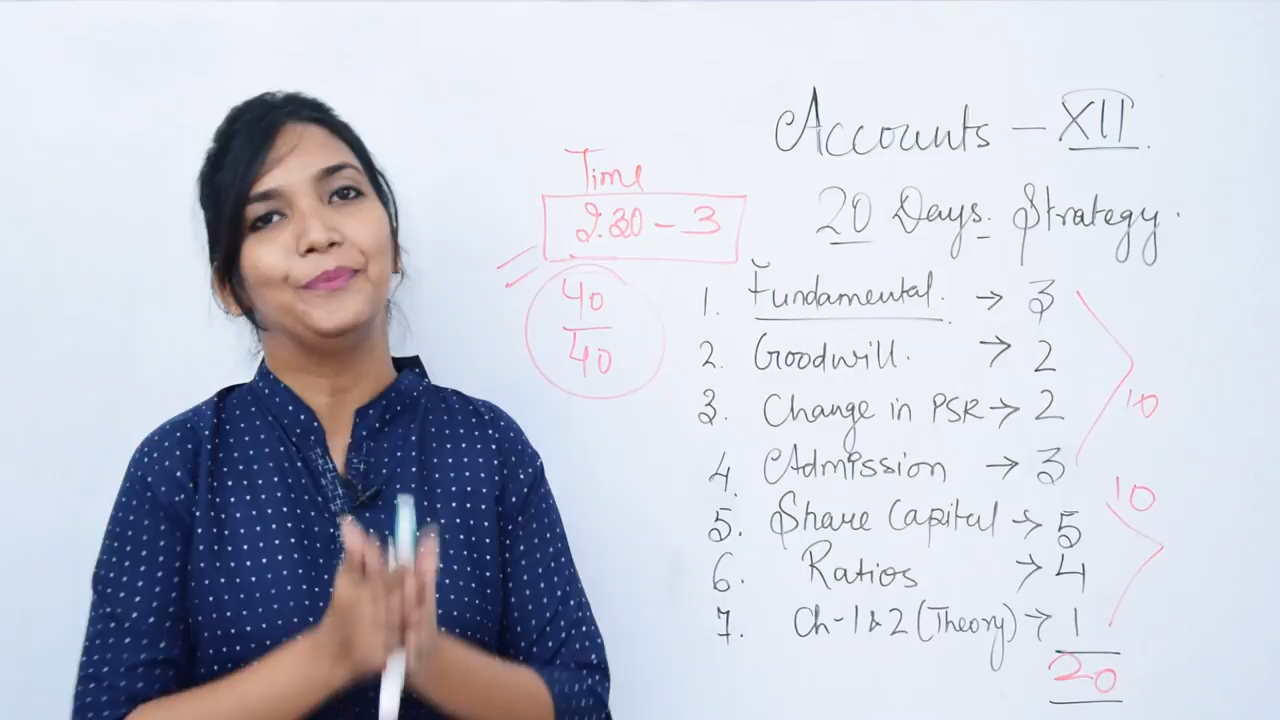 Accounts - XII.
20 Days. Strategy.
Time
2.30 - 3
40
40
1. Fundamental. → 3
2. Goodwill. → 2
3. Change in PSR → 2
4. Admission → 3
10
5. Share Capital → 5
6. Ratios → 4
7. Ch-1 & 2 (Theory) → 1
10
20